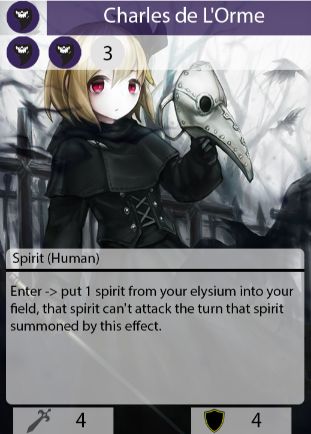 Charles de L'Orme
3
Spirit (Human)
Enter -> put 1 spirit from your elysium into your
field, that spirit can't attack the turn that spirit
summoned by this effect.
4
4